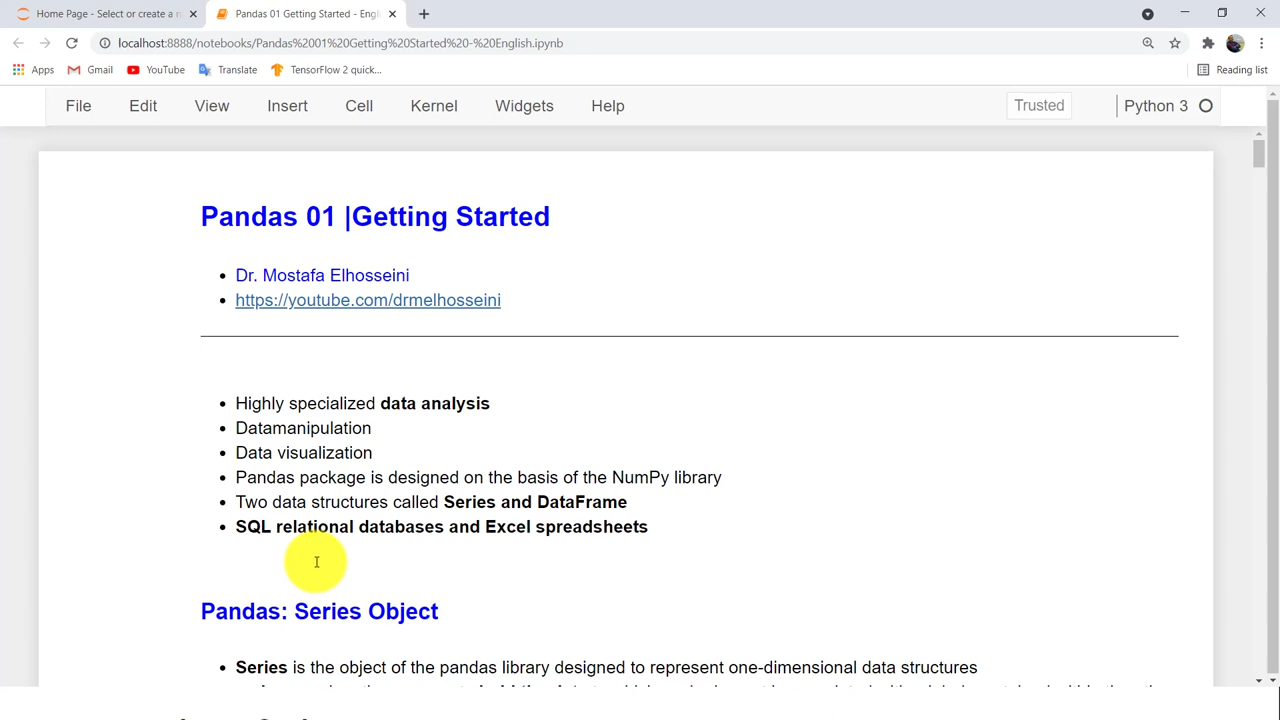 Home Page - Select or create a n
Pandas 01 Getting Started - Engl
localhost:8888/notebooks/Pandas%2001%20Getting%20Started%20-%20English.ipynb
Apps Gmail YouTube Translate TensorFlow 2 quick... Reading list
File Edit View Insert Cell Kernel Widgets Help Trusted Python 3
Pandas 01 |Getting Started
Dr. Mostafa Elhosseini
https://youtube.com/drmelhosseini
Highly specialized data analysis
Datamanipulation
Data visualization
Pandas package is designed on the basis of the NumPy library
Two data structures called Series and DataFrame
SQL relational databases and Excel spreadsheets
Pandas: Series Object
Series is the object of the pandas library designed to represent one-dimensional data structures